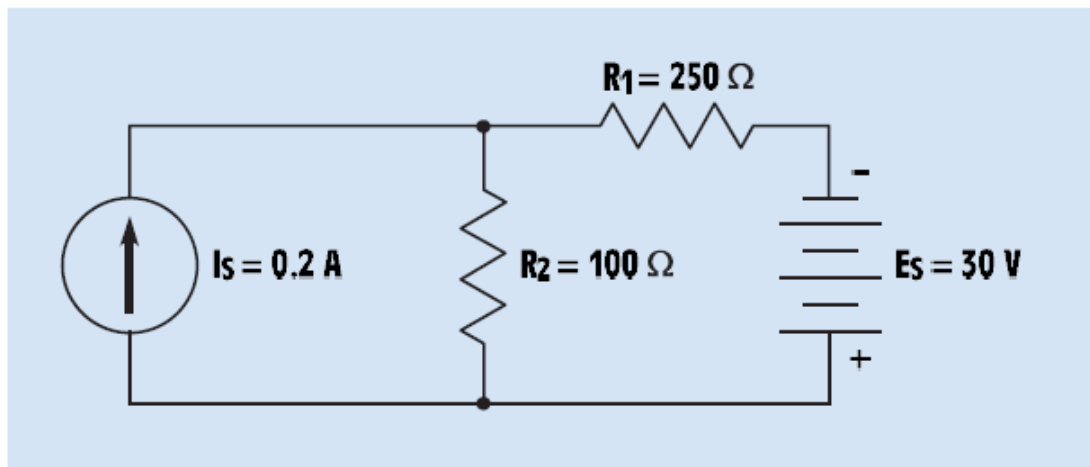 R1 = 250 Ω
-
Is = 0.2 A
R2 = 100 Ω
Es = 30 V
+